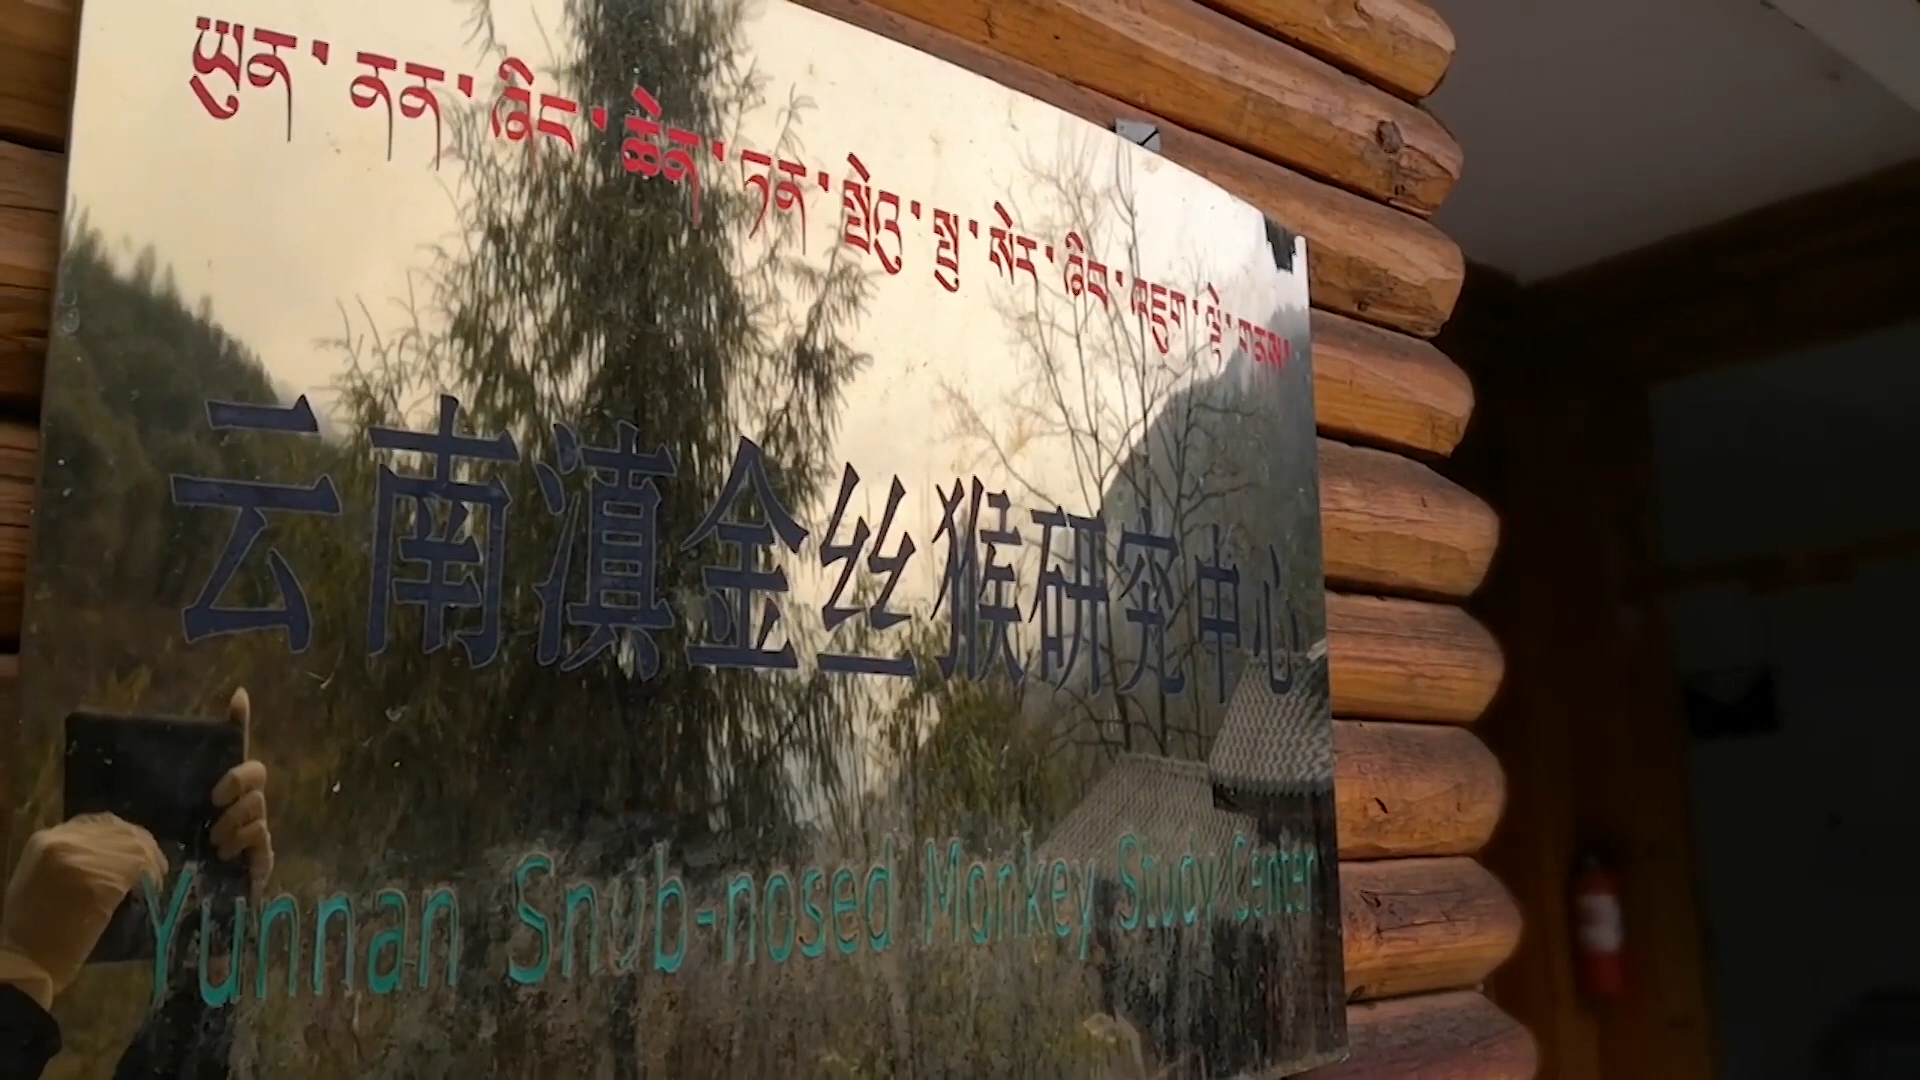 ཡུན་ནན་ཞིང་ཆེན་ཏན་སྤྲེའུ་སྤུ་སེར་ཞིབ་འཇུག་ལྟེ་གནས་
云南滇金丝猴研究中心
Yunnan Snub-nosed Monkey Study Center